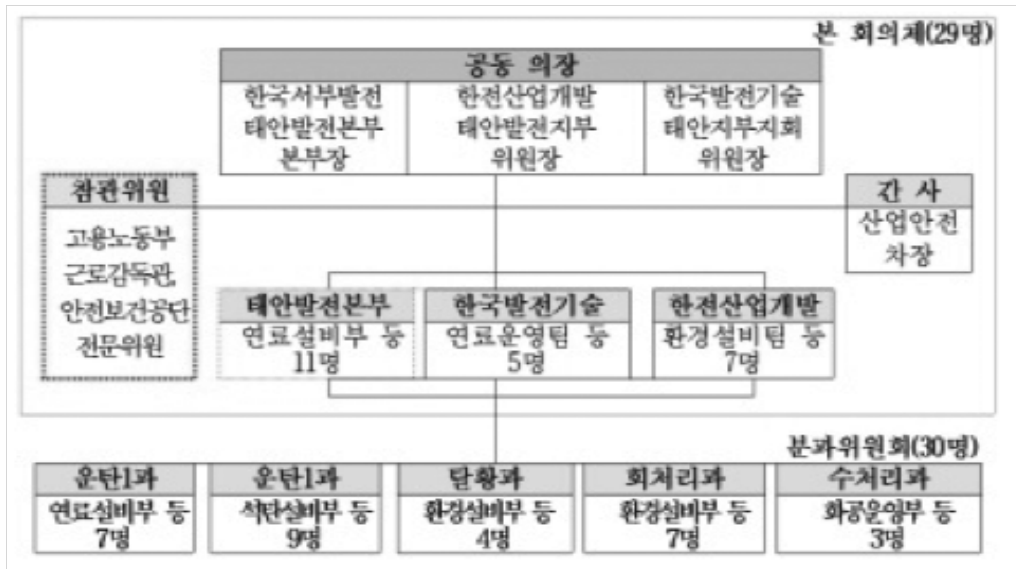 본 회의체(29명)
공동 의장
한국서부발전
태안발전본부
본부장
한전산업개발
태안발전지부
위원장
한국발전기술
태안지부지회
위원장
참관위원
고용노동부
근로감독관,
안전보건공단
전문위원
간 사
산업안전
차장
태안발전본부
연료설비부 등
11명
한국발전기술
연료운영팀 등
5명
한전산업개발
환경설비팀 등
7명
분과위원회(30명)
운탄1과
연료설비부 등
7명
운탄1과
석탄설비부 등
9명
탈황과
환경설비부 등
4명
회처리과
환경설비부 등
7명
수처리과
화공운영부 등
3명